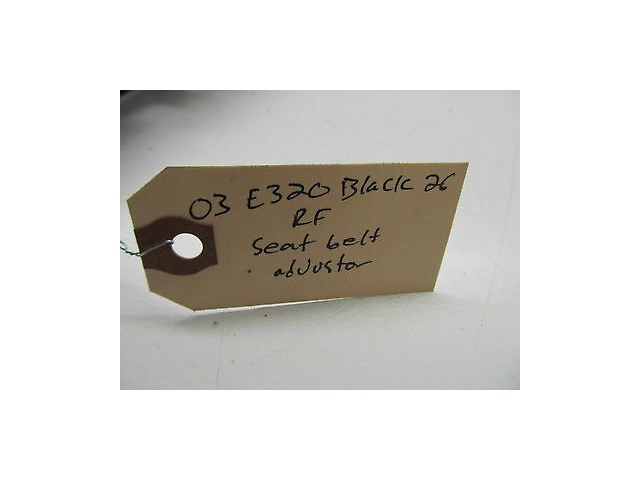 03 E320 Black 26
RF
Seat belt
adjustor